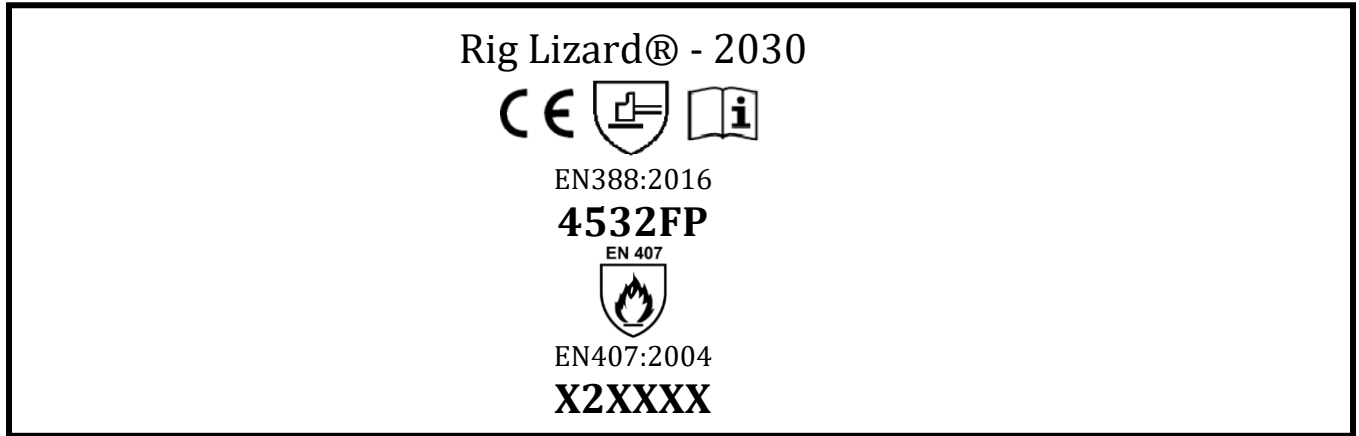 Rig Lizard® - 2030
CE i
EN388:2016
4532FP
EN 407
EN407:2004
X2XXXX